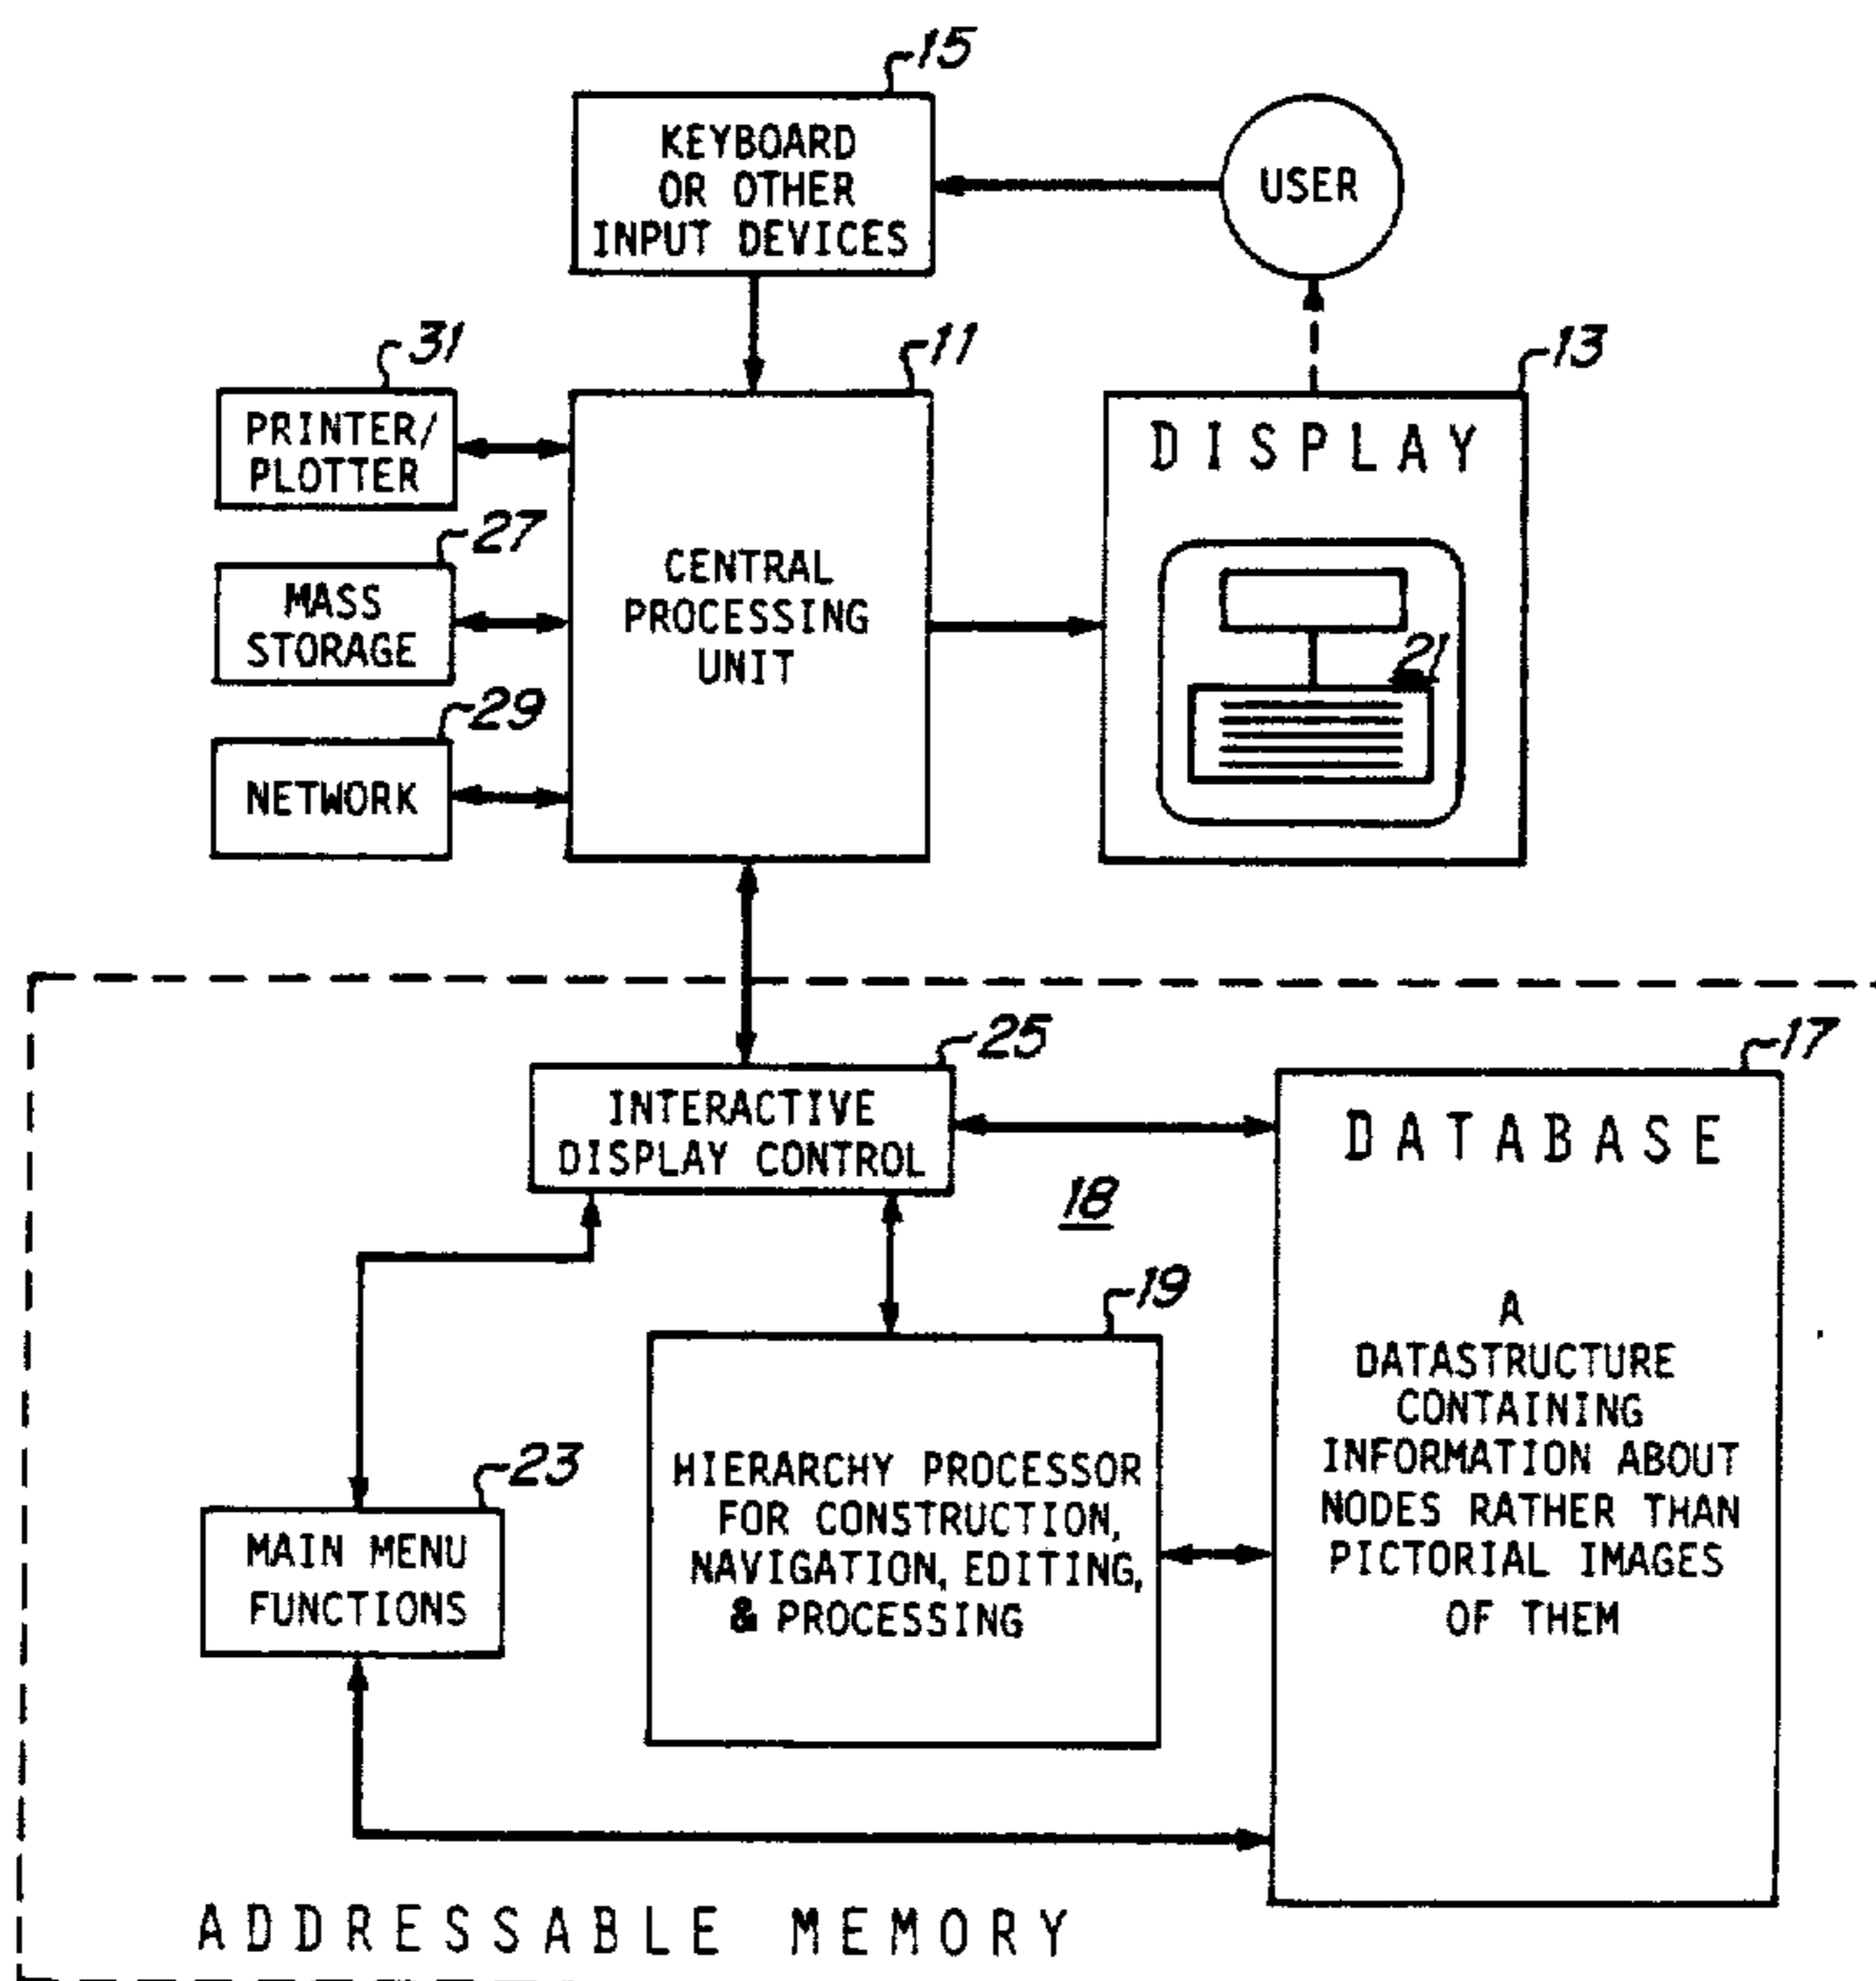 15
KEYBOARD
OR OTHER
INPUT DEVICES
USER
31
PRINTER/
PLOTTER
27
MASS
STORAGE
29
NETWORK
11
CENTRAL
PROCESSING
UNIT
13
DISPLAY
21
25
INTERACTIVE
DISPLAY CONTROL
18
17
DATABASE
A
DATASTRUCTURE
CONTAINING
INFORMATION ABOUT
NODES RATHER THAN
PICTORIAL IMAGES
OF THEM
19
HIERARCHY PROCESSOR
FOR CONSTRUCTION,
NAVIGATION, EDITING,
& PROCESSING
23
MAIN MENU
FUNCTIONS
ADDRESSABLE MEMORY